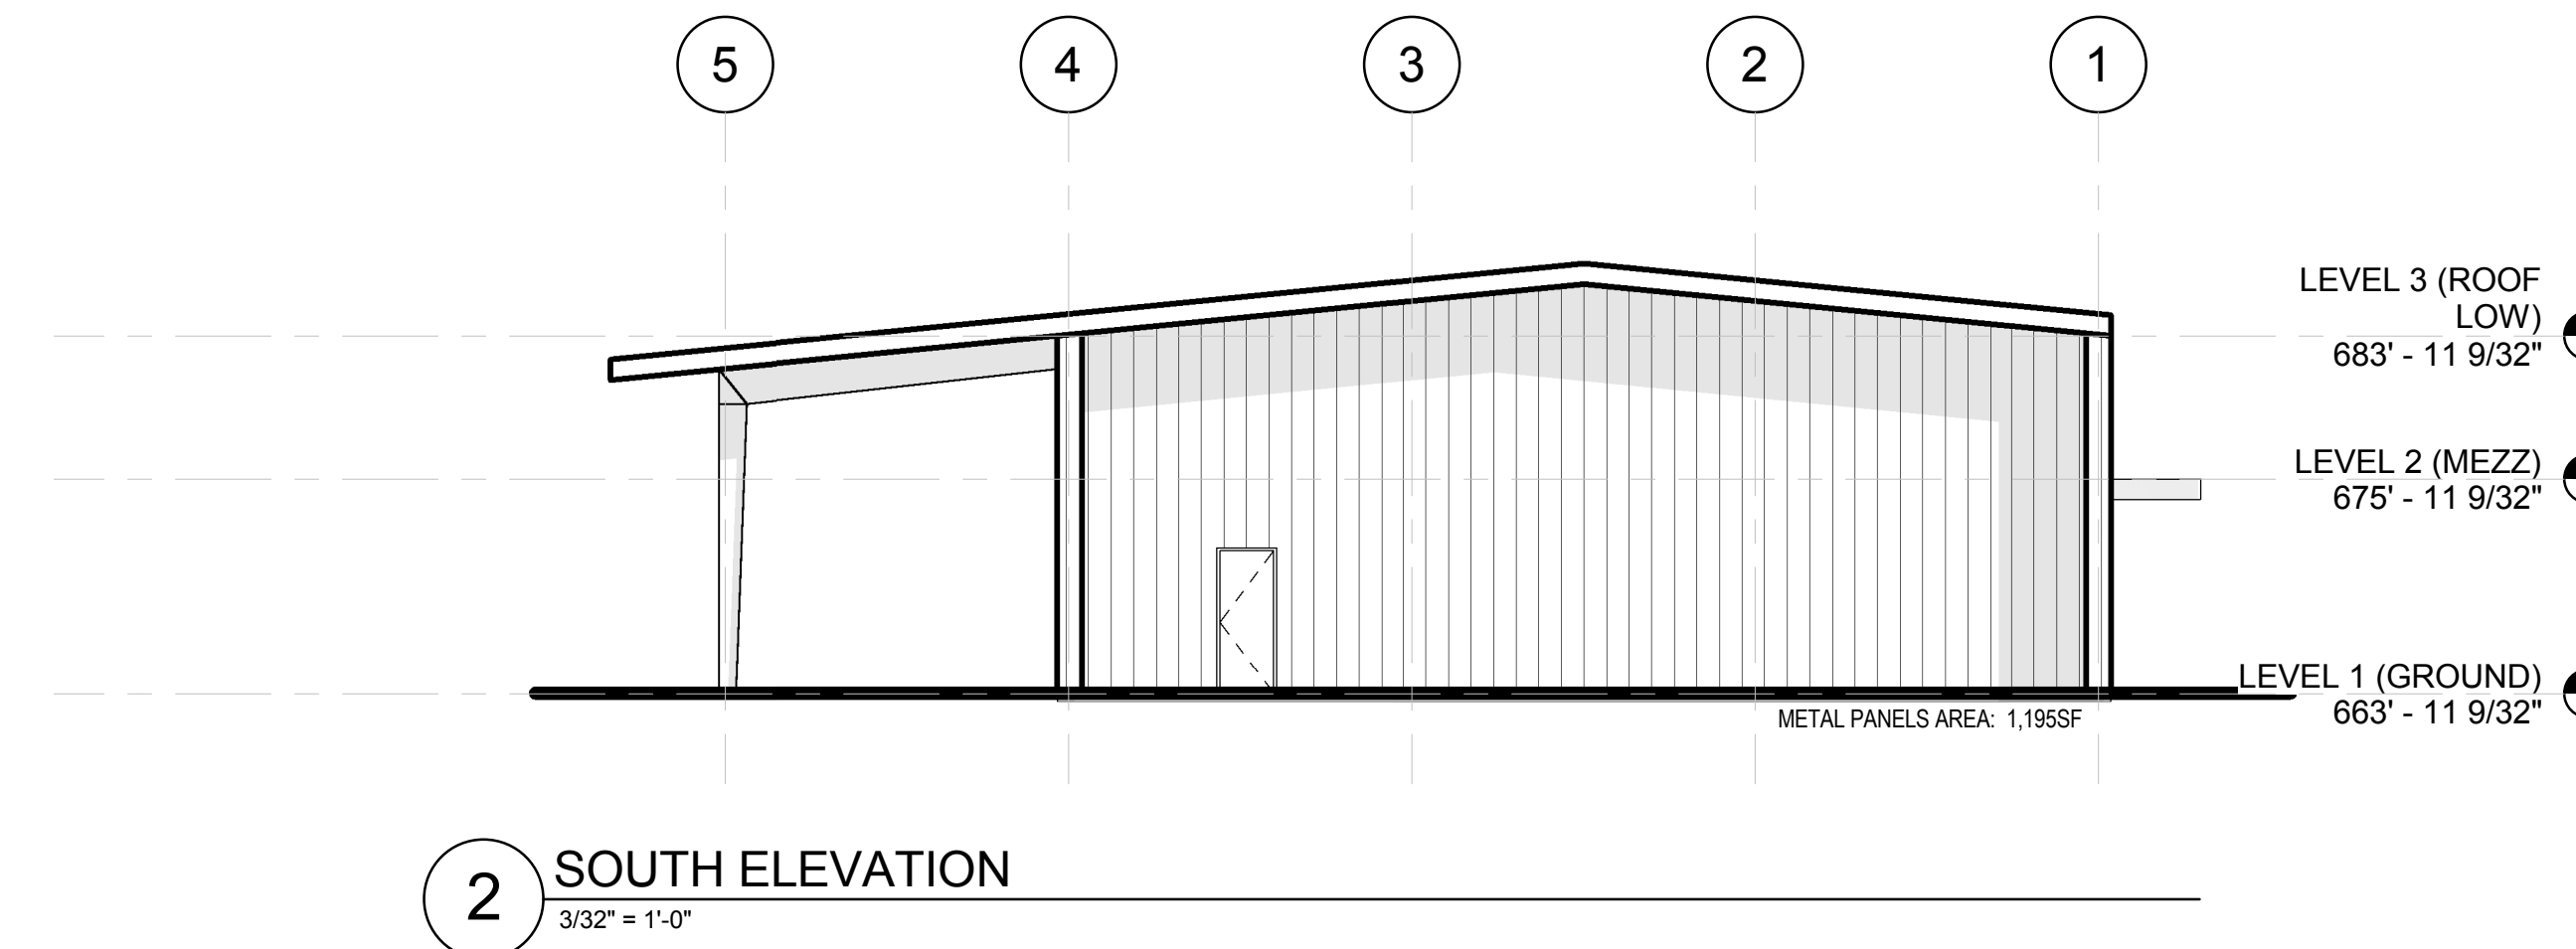 5 4 3 2 1
LEVEL 3 (ROOF
LOW)
683' - 11 9/32"
LEVEL 2 (MEZZ)
675' - 11 9/32"
LEVEL 1 (GROUND)
663' - 11 9/32"
METAL PANELS AREA: 1,195SF
2
SOUTH ELEVATION
3/32" = 1'-0"